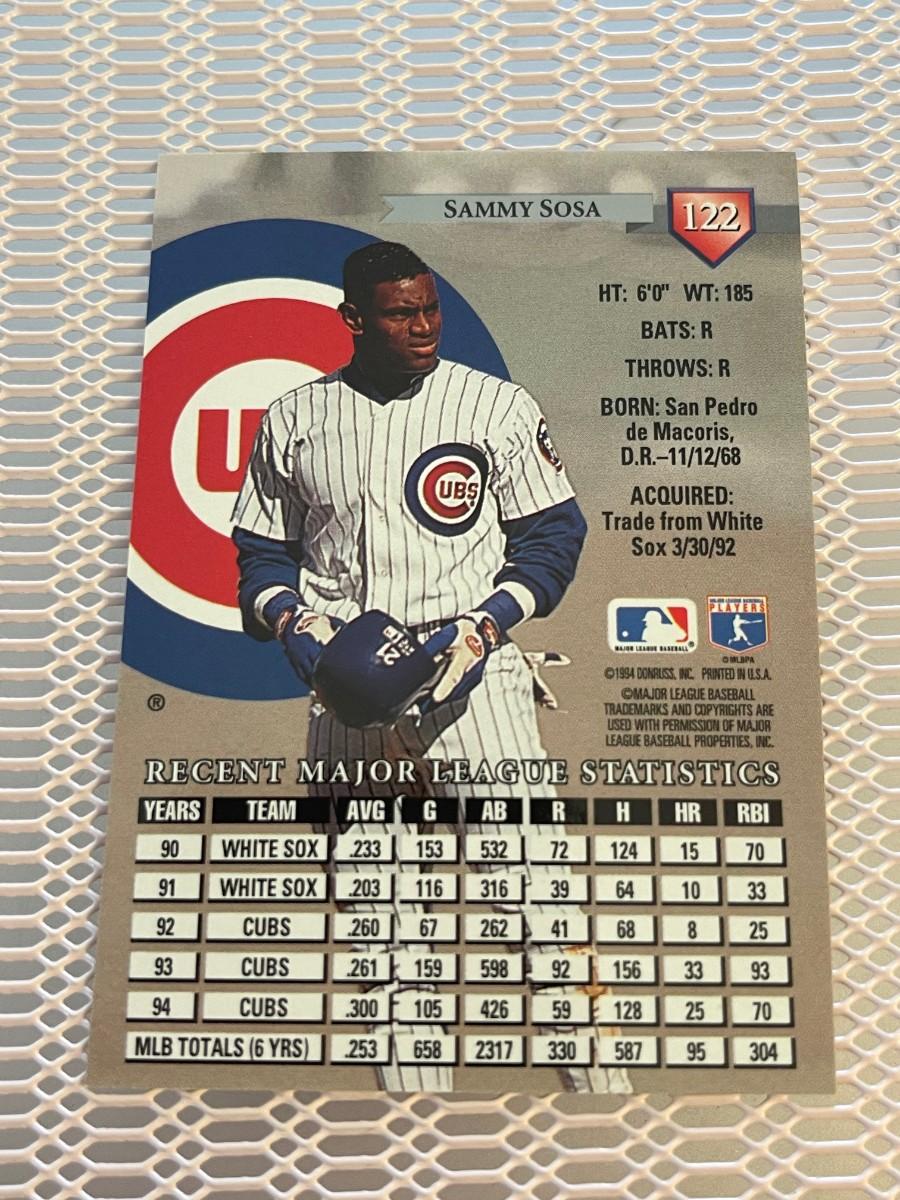 SAMMY SOSA
122
HT: 6'0" WT: 185
BATS: R
THROWS: R
BORN: San Pedro
de Macoris,
D.R.–11/12/68
ACQUIRED:
Trade from White
Sox 3/30/92
U
CUBS
MAJOR LEAGUE BASEBALL®
MAJOR LEAGUE BASEBALL
PLAYERS
©MLBPA
©1994 DONRUSS, INC. PRINTED IN U.S.A.
©MAJOR LEAGUE BASEBALL
TRADEMARKS AND COPYRIGHTS ARE
USED WITH PERMISSION OF MAJOR
LEAGUE BASEBALL PROPERTIES, INC.
®
RECENT MAJOR LEAGUE STATISTICS
YEARS TEAM AVG G AB R H HR RBI
90 WHITE SOX .233 153 532 72 124 15 70
91 WHITE SOX .203 116 316 39 64 10 33
92 CUBS .260 67 262 41 68 8 25
93 CUBS .261 159 598 92 156 33 93
94 CUBS .300 105 426 59 128 25 70
MLB TOTALS (6 YRS) .253 658 2317 330 587 95 304